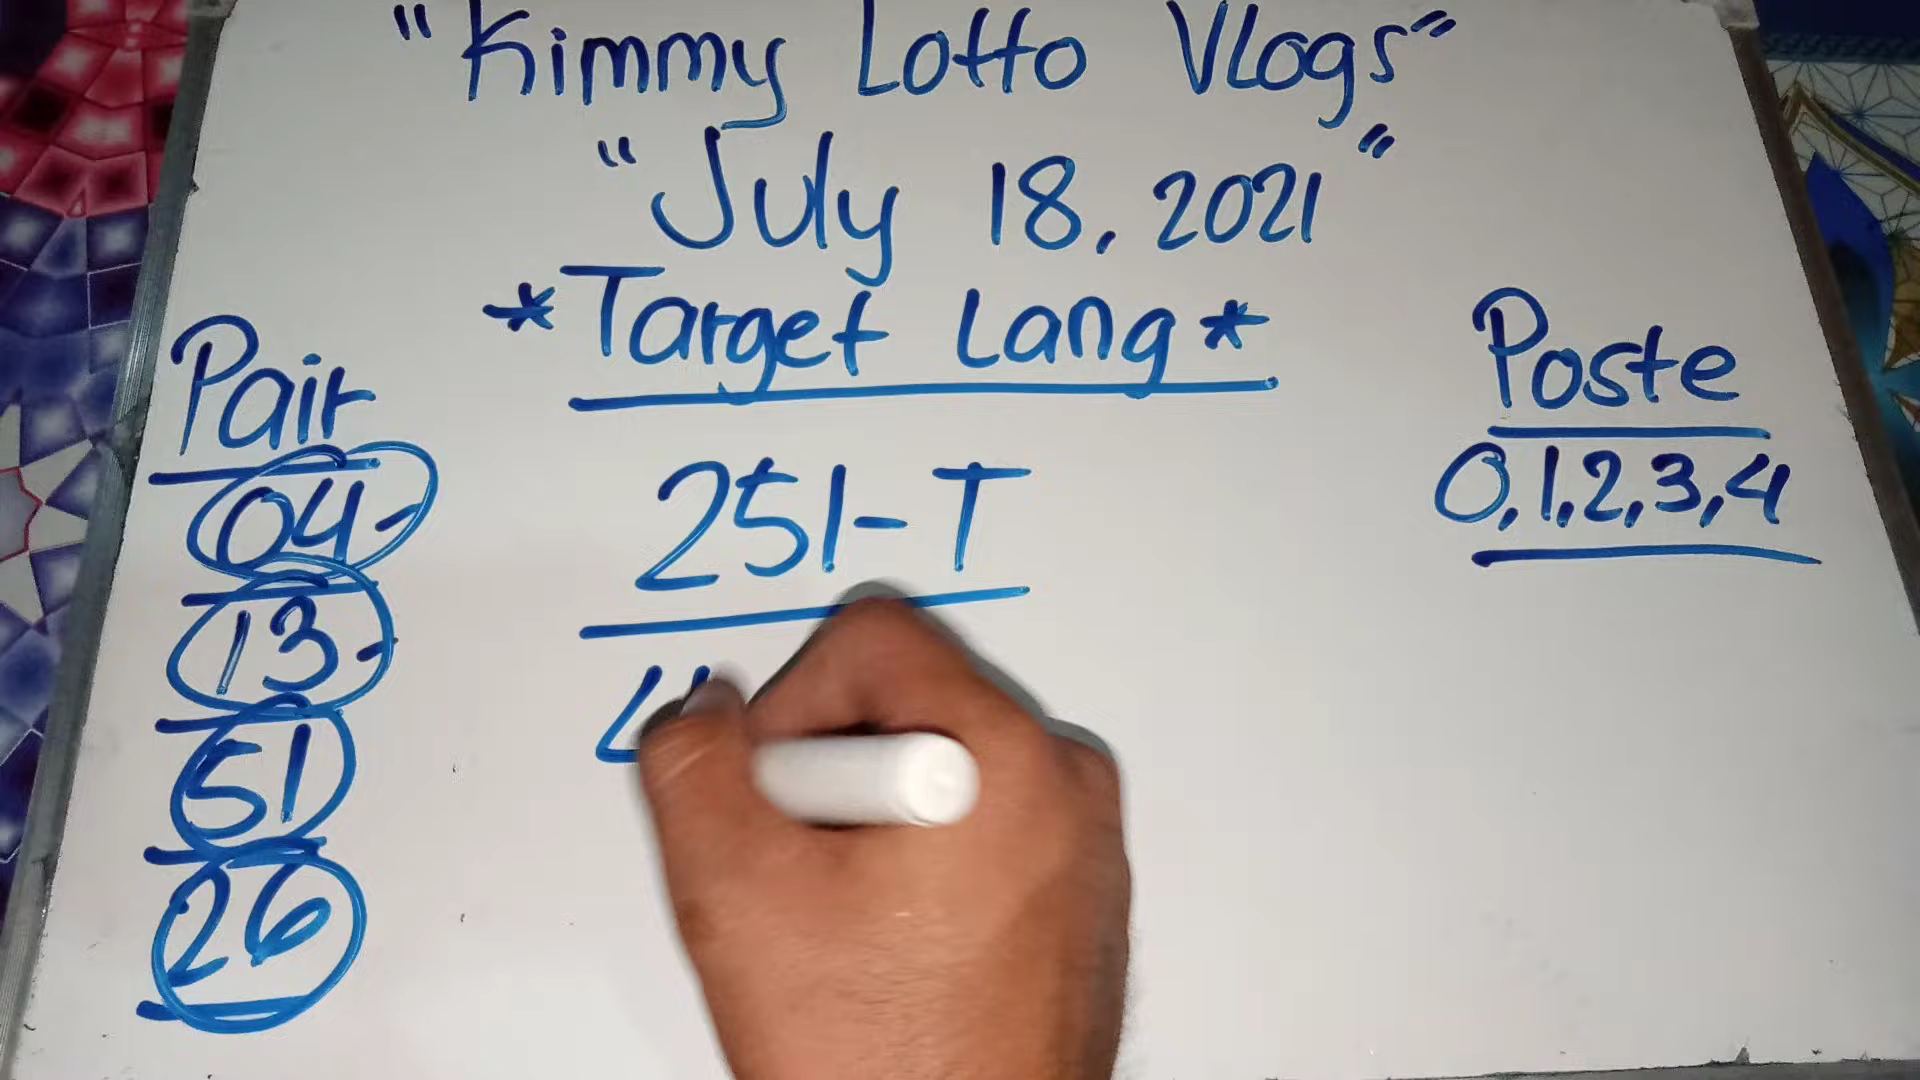 "Kimmy Lotto Vlogs"
"July 18, 2021"
*Target Lang*
Pair
04-
13-
51
26
251-T
4
Poste
0,1,2,3,4